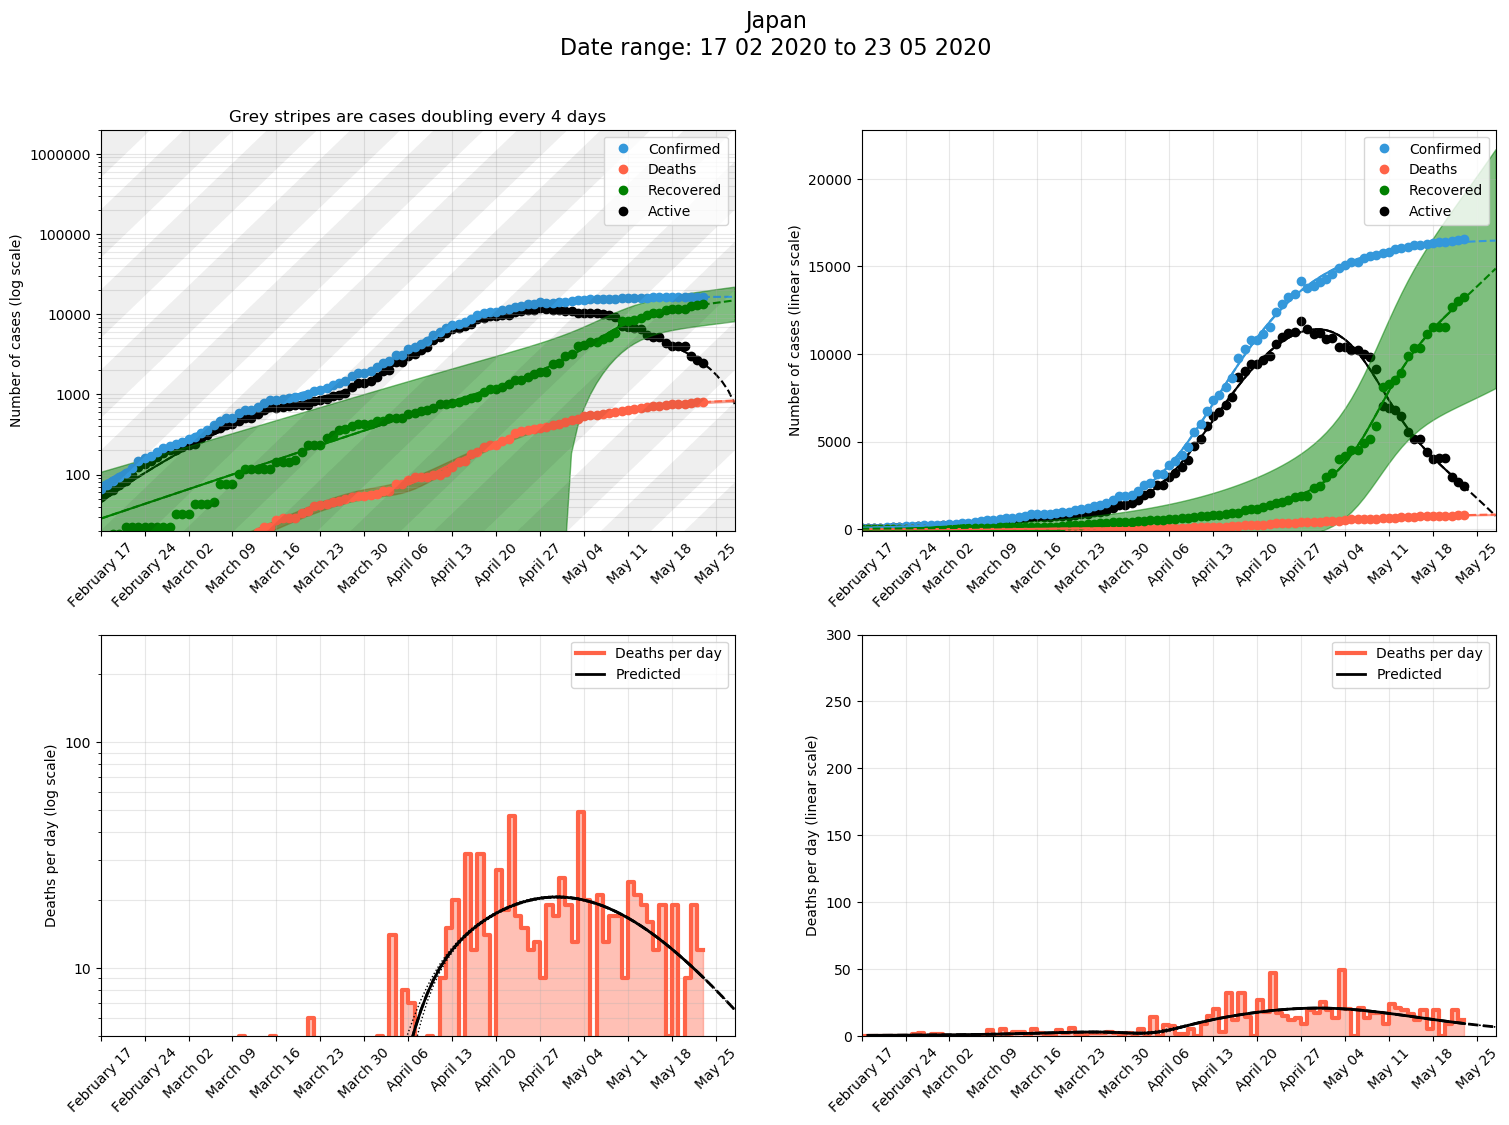 Japan
Date range: 17 02 2020 to 23 05 2020
Grey stripes are cases doubling every 4 days
Number of cases (log scale)
1000000
100000
10000
1000
100
Confirmed
Deaths
Recovered
Active
February 17
February 24
March 02
March 09
March 16
March 23
March 30
April 06
April 13
April 20
April 27
May 04
May 11
May 18
May 25
Number of cases (linear scale)
20000
15000
10000
5000
0
Confirmed
Deaths
Recovered
Active
February 17
February 24
March 02
March 09
March 16
March 23
March 30
April 06
April 13
April 20
April 27
May 04
May 11
May 18
May 25
Deaths per day (log scale)
100
10
Deaths per day
Predicted
February 17
February 24
March 02
March 09
March 16
March 23
March 30
April 06
April 13
April 20
April 27
May 04
May 11
May 18
May 25
Deaths per day (linear scale)
300
250
200
150
100
50
0
Deaths per day
Predicted
February 17
February 24
March 02
March 09
March 16
March 23
March 30
April 06
April 13
April 20
April 27
May 04
May 11
May 18
May 25